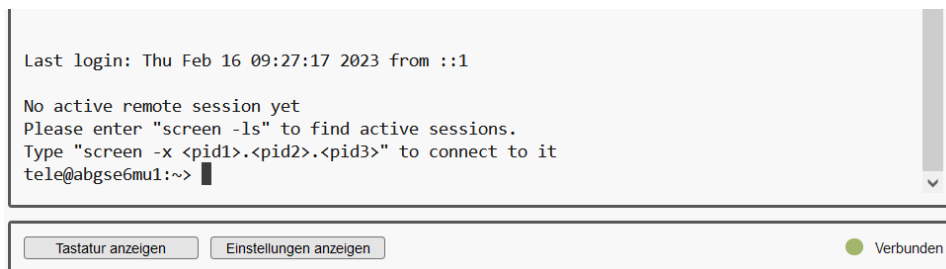 Last login: Thu Feb 16 09:27:17 2023 from ::1
No active remote session yet
Please enter "screen -ls" to find active sessions.
Type "screen -x <pid1>.<pid2>.<pid3>" to connect to it
tele@abgse6mu1:~>
Tastatur anzeigen Einstellungen anzeigen Verbunden